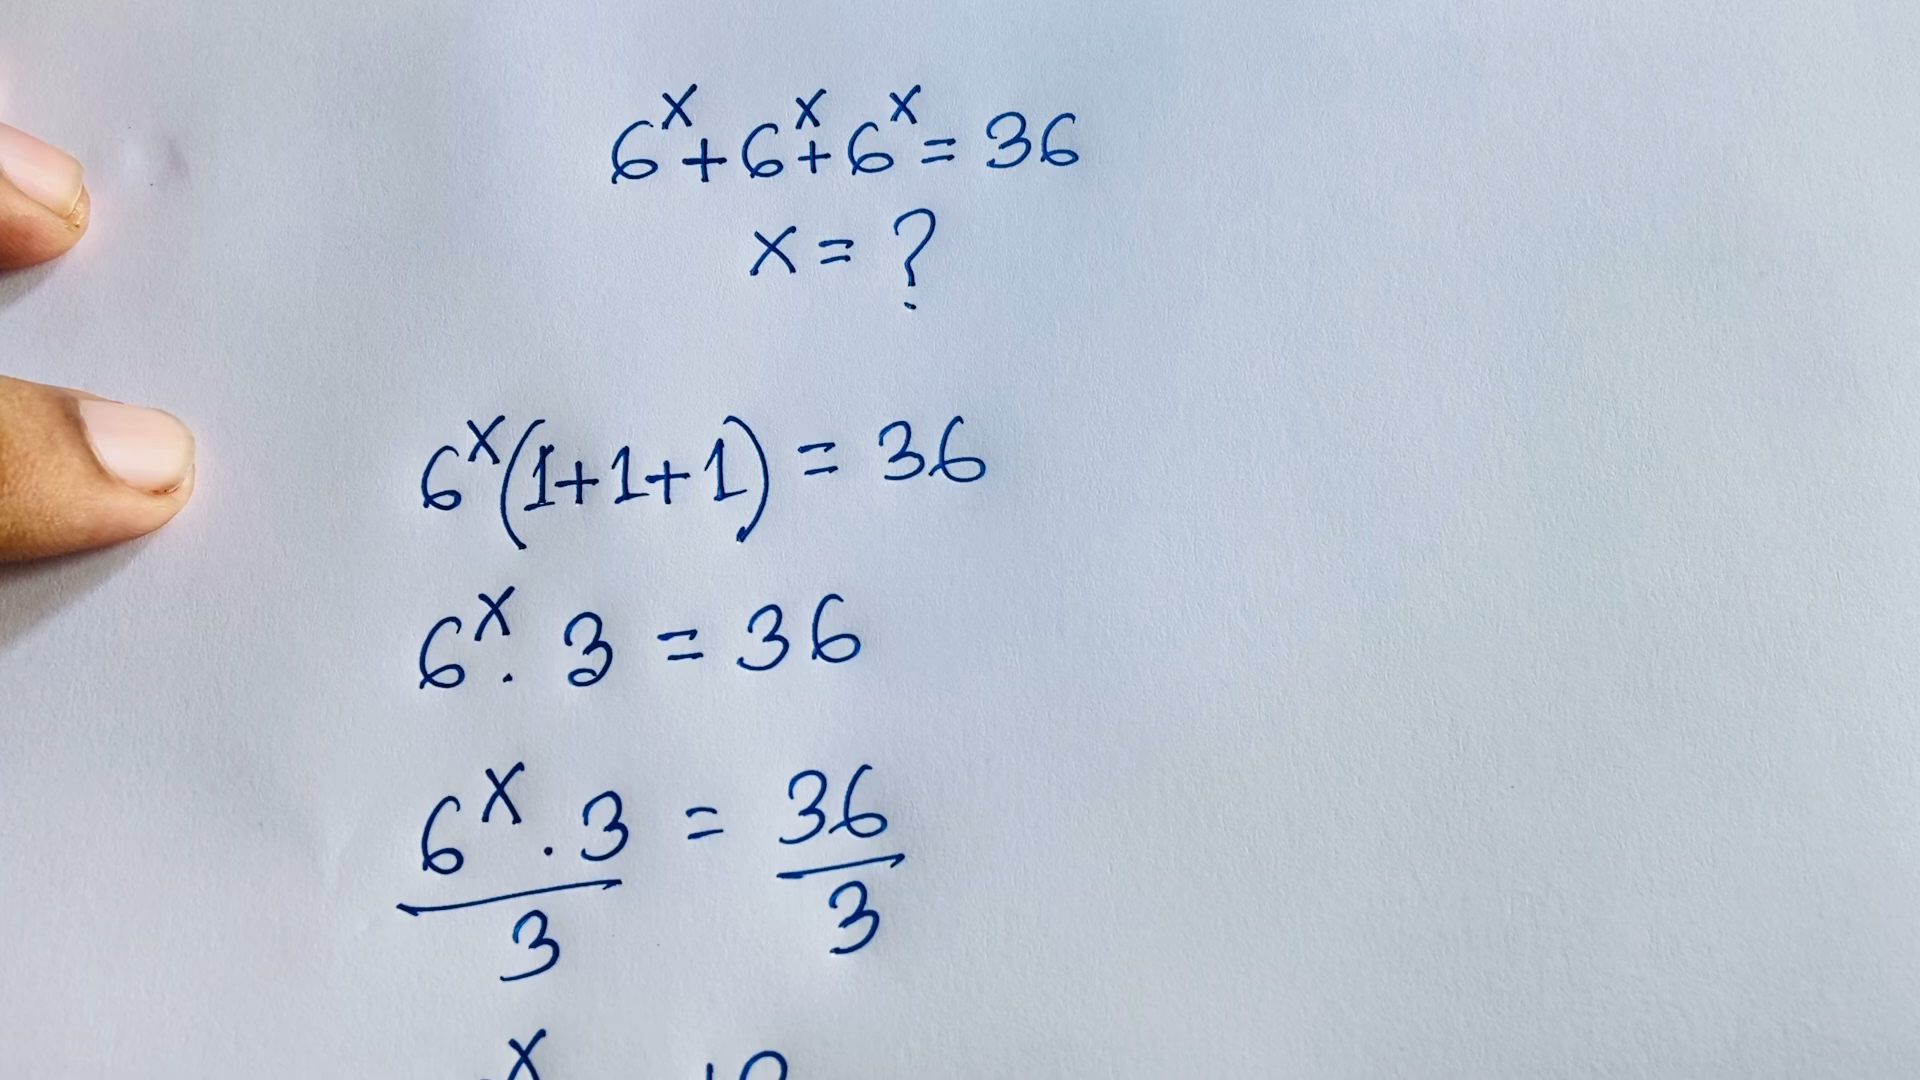 6^x + 6^x + 6^x = 36
x = ?
6^x (1+1+1) = 36
6^x . 3 = 36
6^x . 3 / 3 = 36 / 3